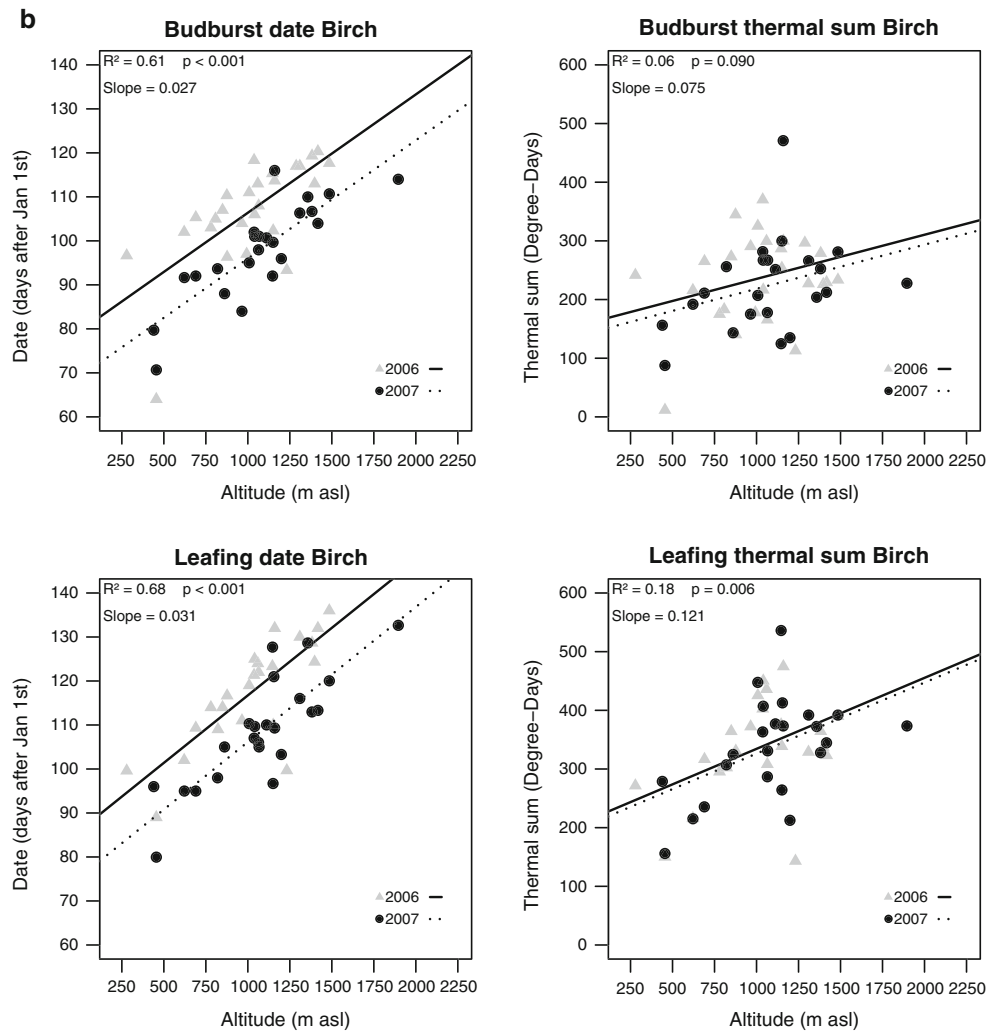 b
Budburst date Birch
R² = 0.61 p < 0.001
Slope = 0.027
140
130
120
110
100
90
80
70
60
Date (days after Jan 1st)
2006
2007
250 500 750 1000 1250 1500 1750 2000 2250
Altitude (m asl)
Budburst thermal sum Birch
R² = 0.06 p = 0.090
Slope = 0.075
600
500
400
300
200
100
0
Thermal sum (Degree−Days)
2006
2007
250 500 750 1000 1250 1500 1750 2000 2250
Altitude (m asl)
Leafing date Birch
R² = 0.68 p < 0.001
Slope = 0.031
140
130
120
110
100
90
80
70
60
Date (days after Jan 1st)
2006
2007
250 500 750 1000 1250 1500 1750 2000 2250
Altitude (m asl)
Leafing thermal sum Birch
R² = 0.18 p = 0.006
Slope = 0.121
600
500
400
300
200
100
0
Thermal sum (Degree−Days)
2006
2007
250 500 750 1000 1250 1500 1750 2000 2250
Altitude (m asl)